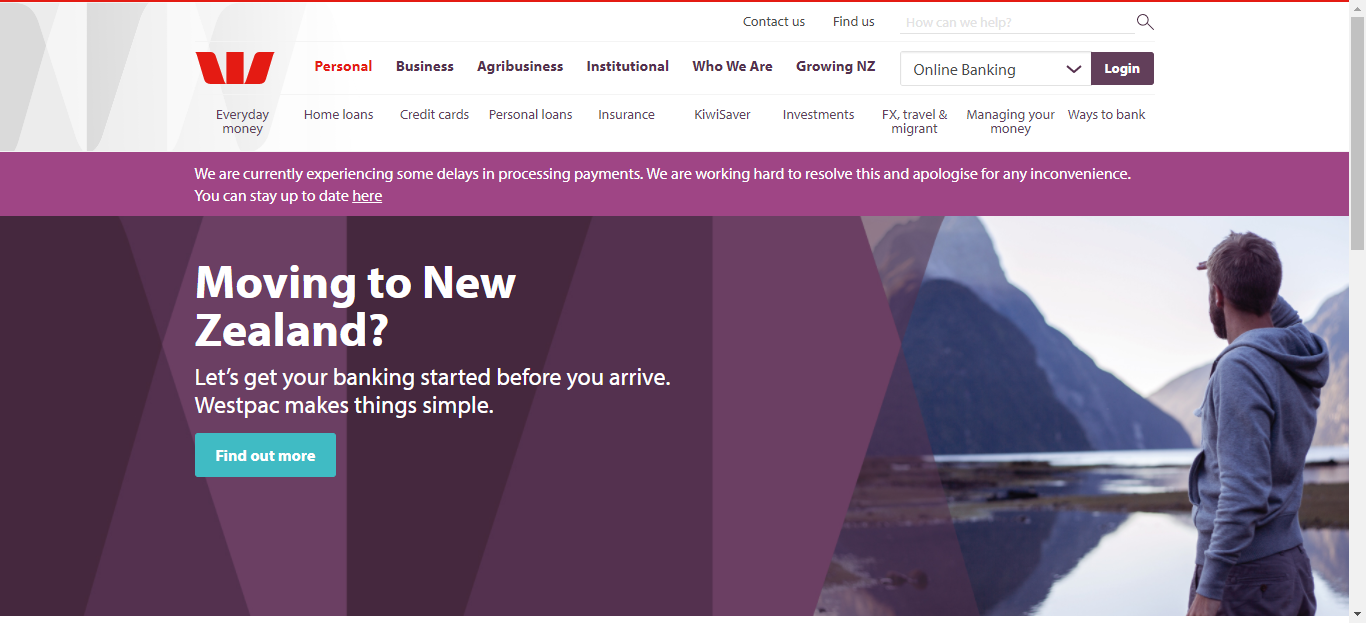 Contact us
Find us
How can we help?
Personal
Business
Agribusiness
Institutional
Who We Are
Growing NZ
Online Banking
Login
Everyday
money
Home loans
Credit cards
Personal loans
Insurance
KiwiSaver
Investments
FX, travel &
migrant
Managing your
money
Ways to bank
We are currently experiencing some delays in processing payments. We are working hard to resolve this and apologise for any inconvenience.
You can stay up to date here
Moving to New
Zealand?
Let's get your banking started before you arrive.
Westpac makes things simple.
Find out more